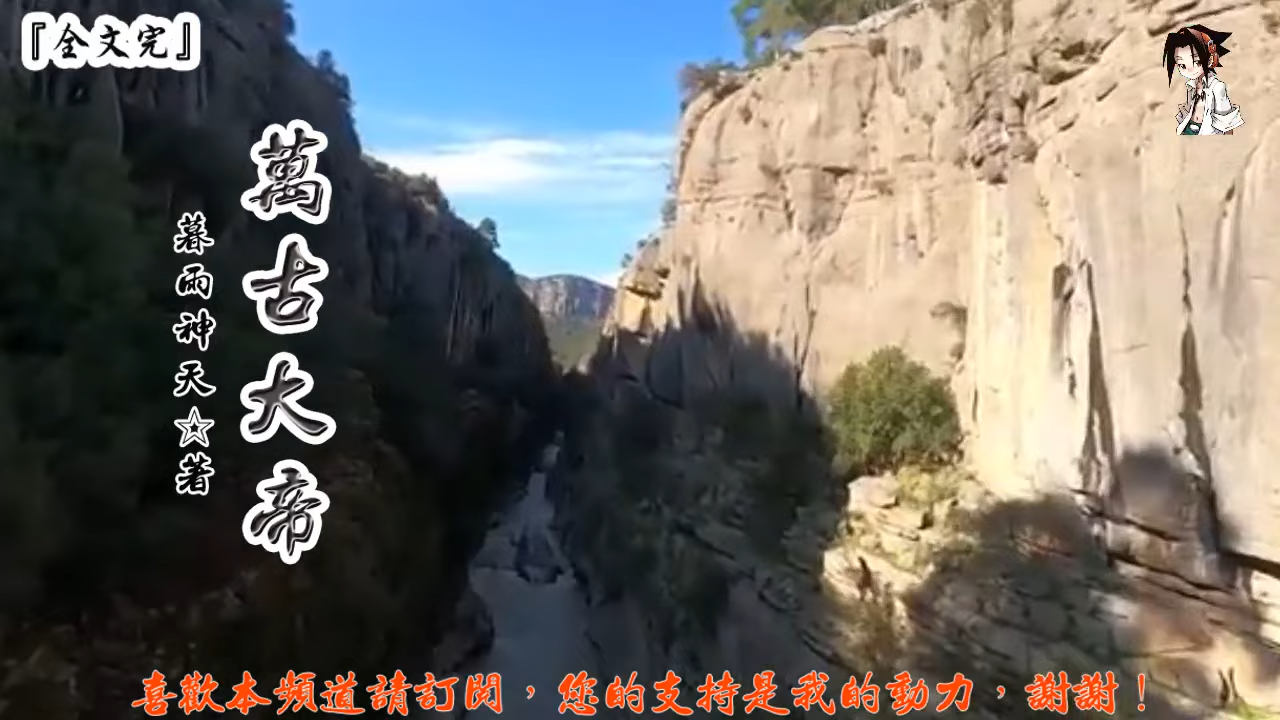 『全文完』
萬古大帝
暮雨神天☆著
喜歡本頻道請訂閱，您的支持是我的動力，謝謝！